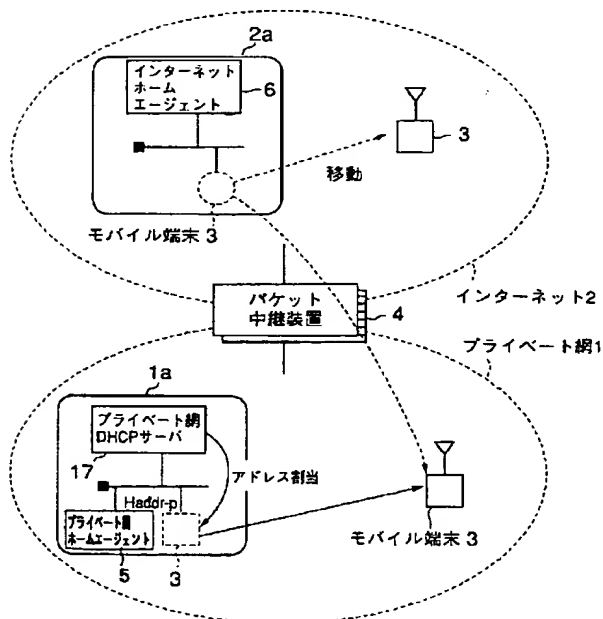 2a
インターネット
ホーム
エージェント
6
3
移動
モバイル端末 3
パケット
中継装置
4
インターネット2
プライベート網1
1a
プライベート網
DHCPサーバ
17
アドレス割当
Haddr-p
プライベート網
ホームエージェント
5
3
モバイル端末 3